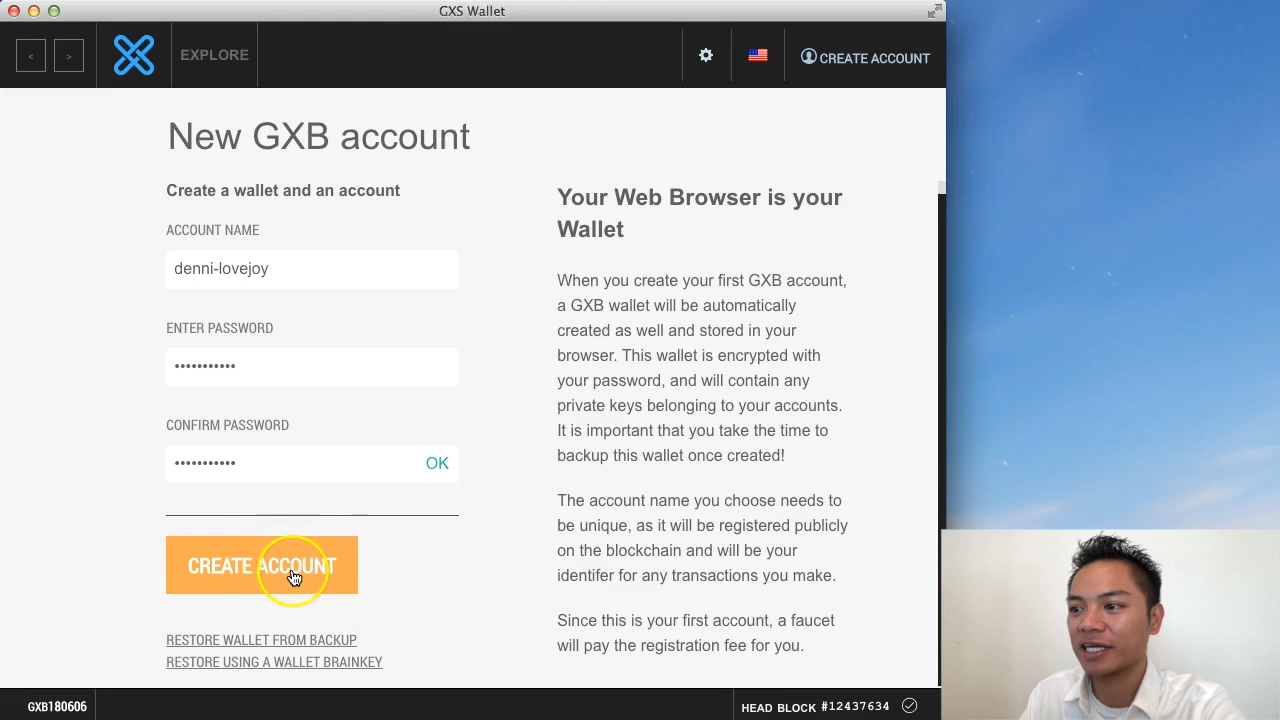 GXS Wallet
< > EXPLORE CREATE ACCOUNT
New GXB account
Create a wallet and an account
ACCOUNT NAME
denni-lovejoy
ENTER PASSWORD
•••••••••••
CONFIRM PASSWORD
••••••••••• OK
CREATE ACCOUNT
RESTORE WALLET FROM BACKUP
RESTORE USING A WALLET BRAINKEY
Your Web Browser is your
Wallet
When you create your first GXB account,
a GXB wallet will be automatically
created as well and stored in your
browser. This wallet is encrypted with
your password, and will contain any
private keys belonging to your accounts.
It is important that you take the time to
backup this wallet once created!
The account name you choose needs to
be unique, as it will be registered publicly
on the blockchain and will be your
identifer for any transactions you make.
Since this is your first account, a faucet
will pay the registration fee for you.
GXB180606 HEAD BLOCK #12437634